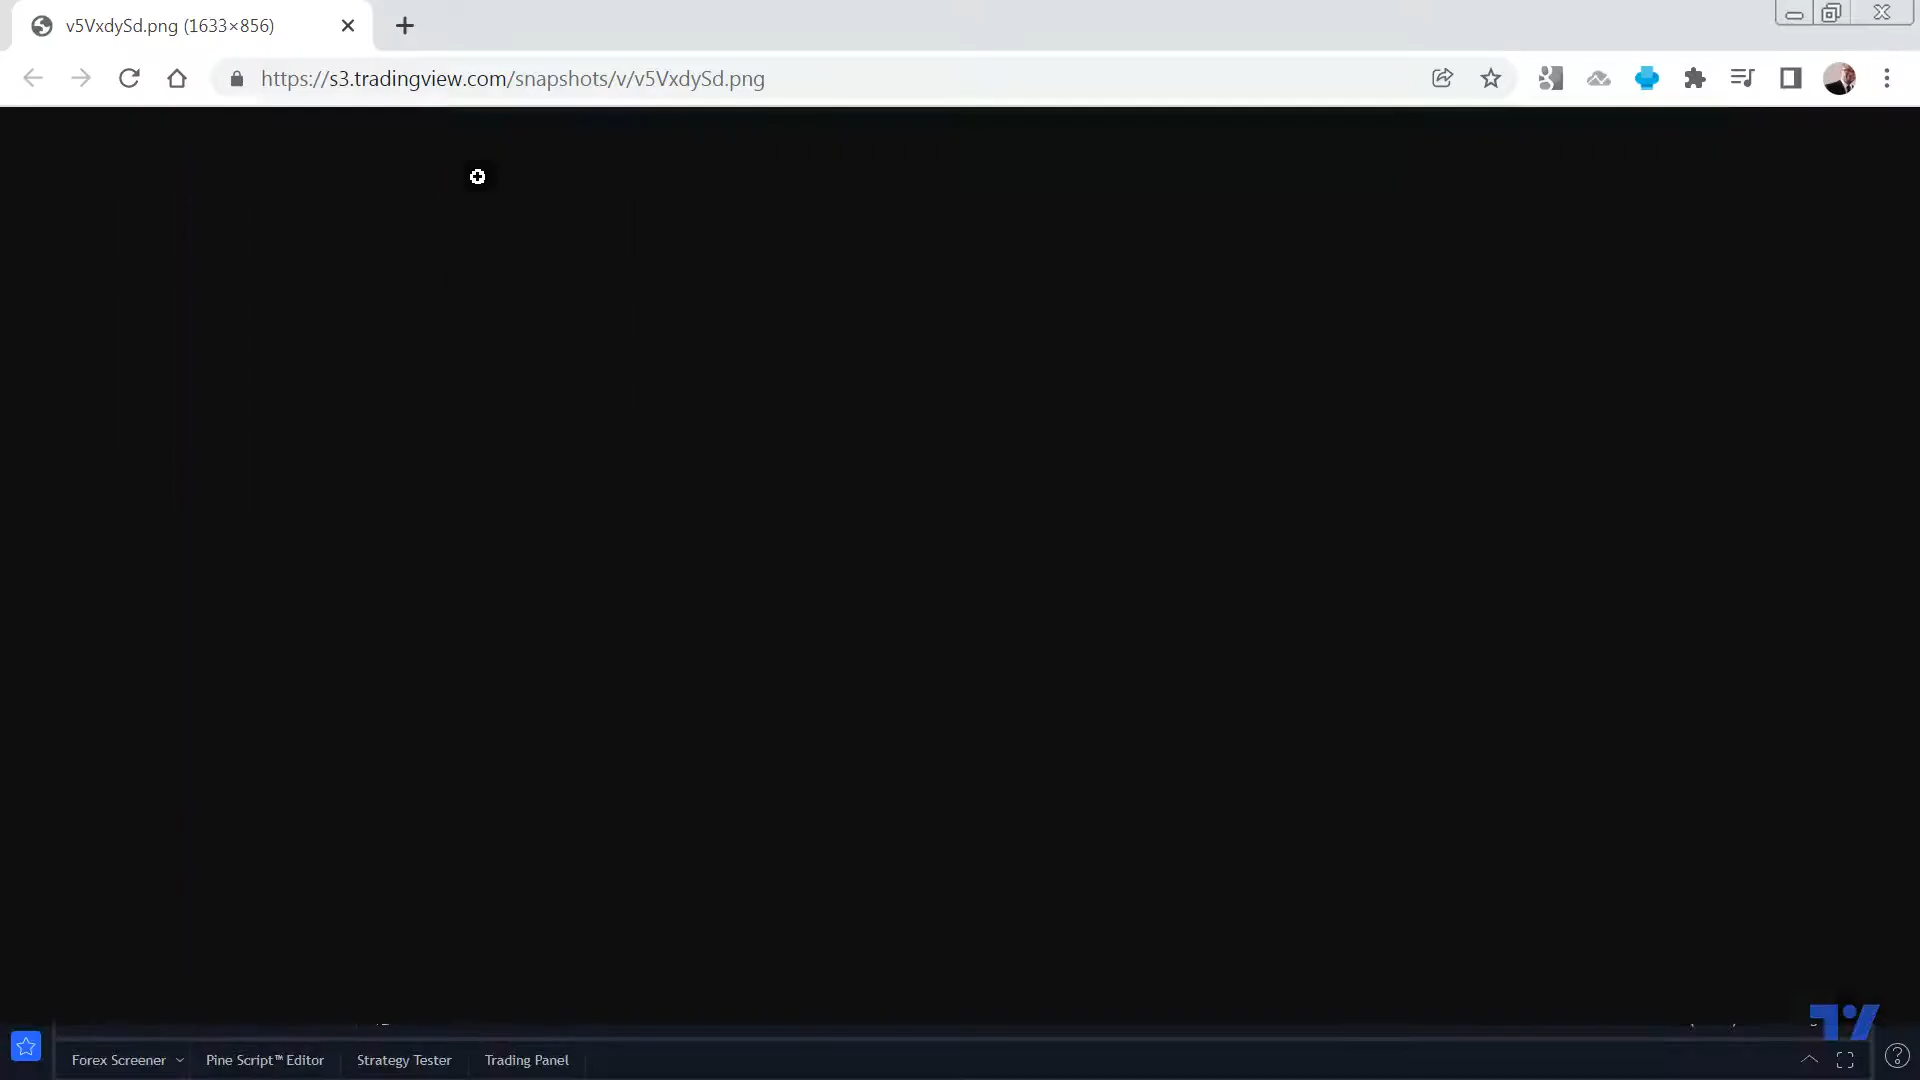 v5VxdySd.png (1633×856)
https://s3.tradingview.com/snapshots/v/v5VxdySd.png
Forex Screener
Pine Script™ Editor
Strategy Tester
Trading Panel